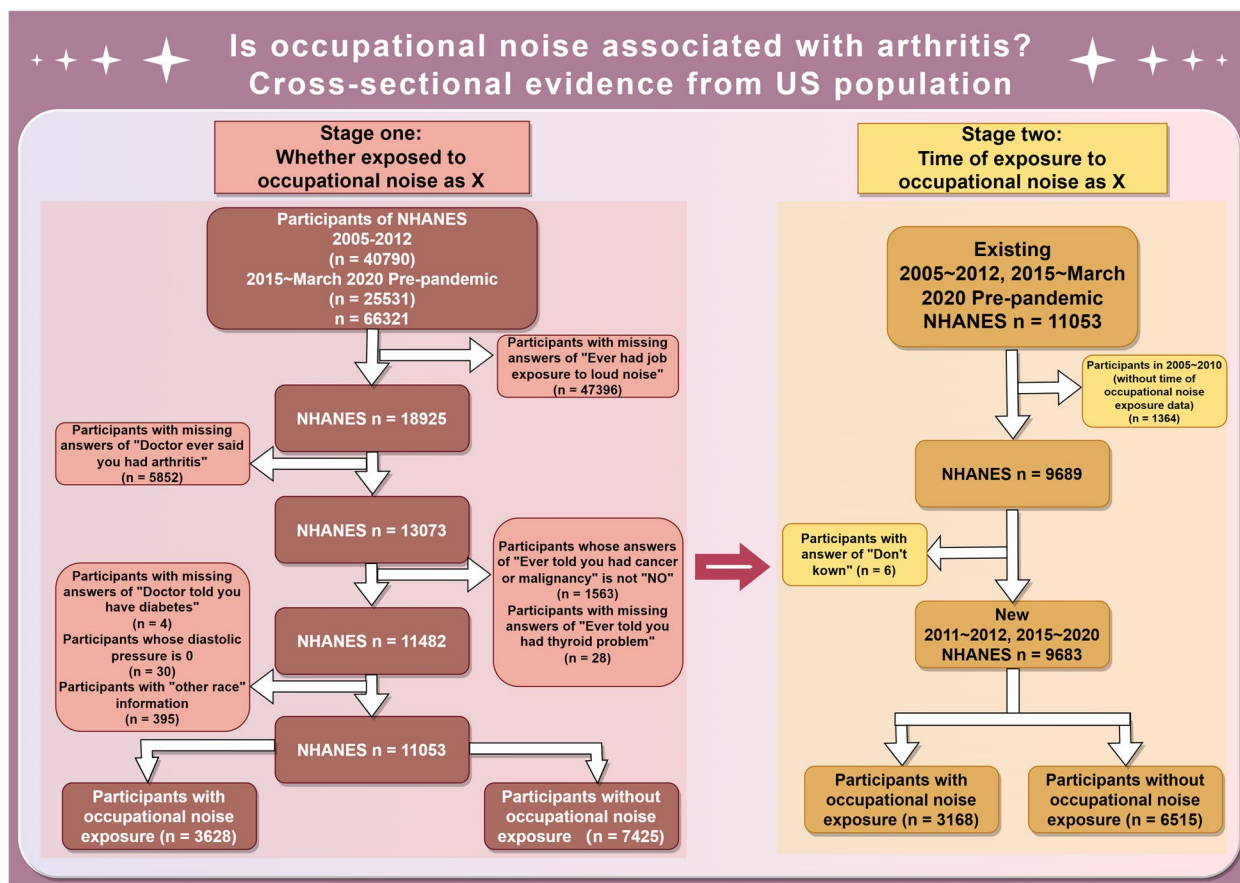 Is occupational noise associated with arthritis?
Cross-sectional evidence from US population
Stage one:
Whether exposed to
occupational noise as X
Participants of NHANES
2005-2012
(n = 40790)
2015~March 2020 Pre-pandemic
(n = 25531)
n = 66321
Participants with missing
answers of "Ever had job
exposure to loud noise"
(n = 47396)
NHANES n = 18925
Participants with missing
answers of "Doctor ever said
you had arthritis"
(n = 5852)
NHANES n = 13073
Participants whose answers
of "Ever told you had cancer
or malignancy" is not "NO"
(n = 1563)
Participants with missing
answers of "Ever told you
had thyroid problem"
(n = 28)
NHANES n = 11482
Participants with missing
answers of "Doctor told you
have diabetes"
(n = 4)
Participants whose diastolic
pressure is 0
(n = 30)
Participants with "other race"
information
(n = 395)
NHANES n = 11053
Participants with
occupational noise
exposure (n = 3628)
Participants without
occupational noise
exposure (n = 7425)
Stage two:
Time of exposure to
occupational noise as X
Existing
2005~2012, 2015~March
2020 Pre-pandemic
NHANES n = 11053
Participants in 2005~2010
(without time of
occupational noise
exposure data)
(n = 1364)
NHANES n = 9689
Participants with
answer of "Don't
kown" (n = 6)
New
2011~2012, 2015~2020
NHANES n = 9683
Participants with
occupational noise
exposure (n = 3168)
Participants without
occupational noise
exposure (n = 6515)